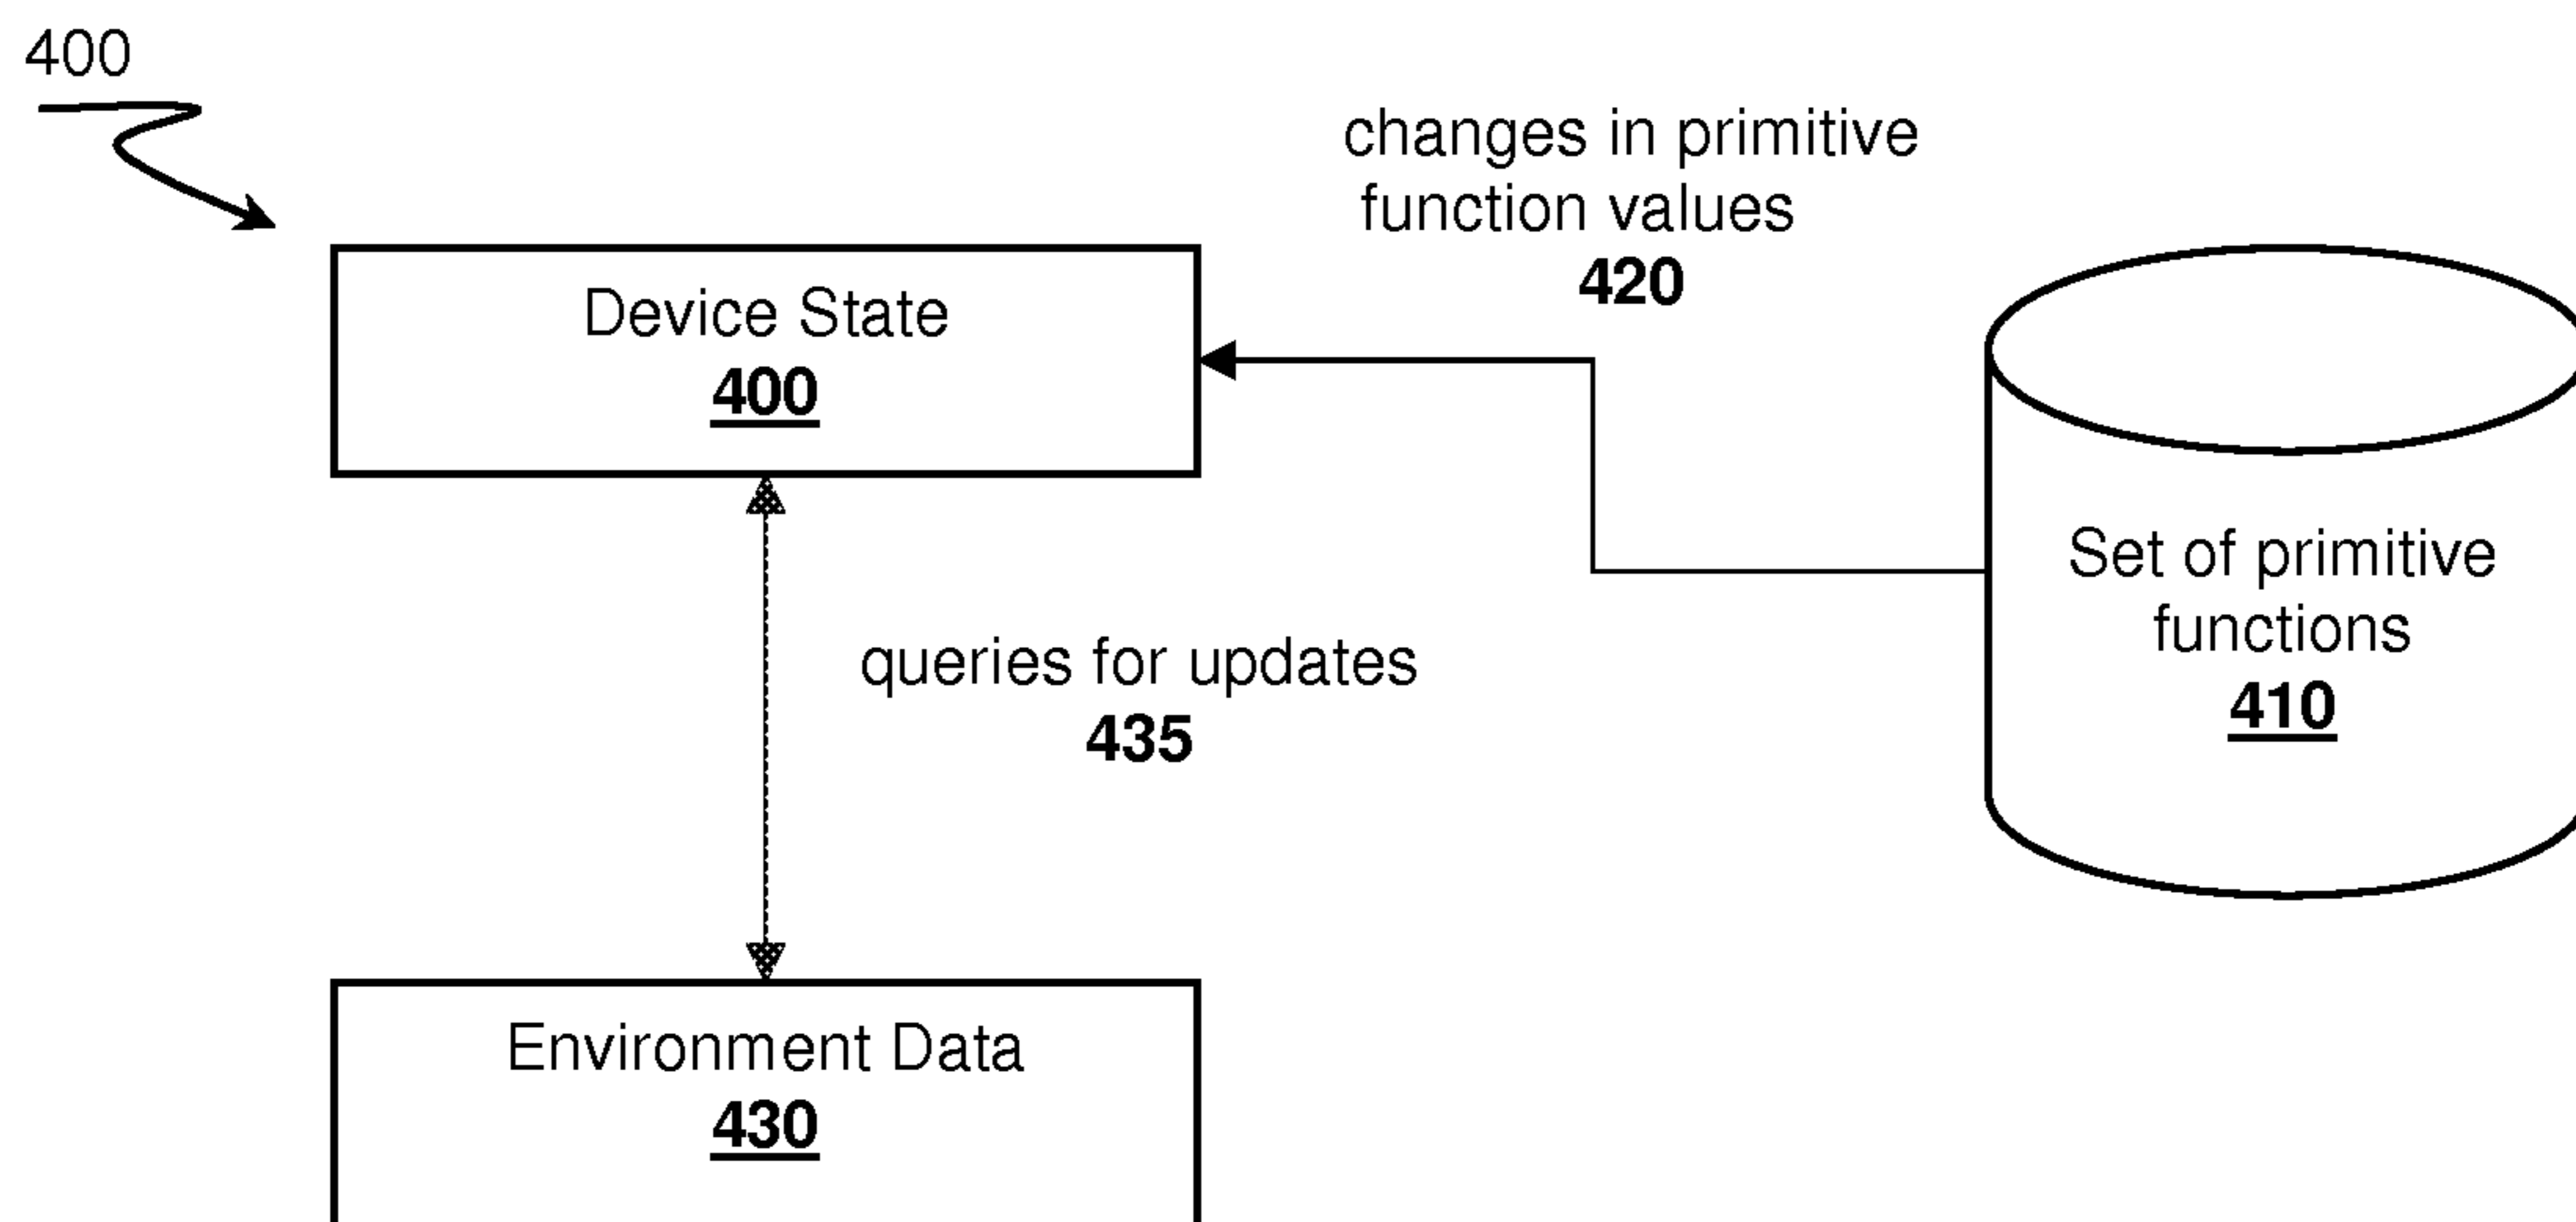 400
changes in primitive
function values
420
Device State
400
Set of primitive
functions
410
queries for updates
435
Environment Data
430